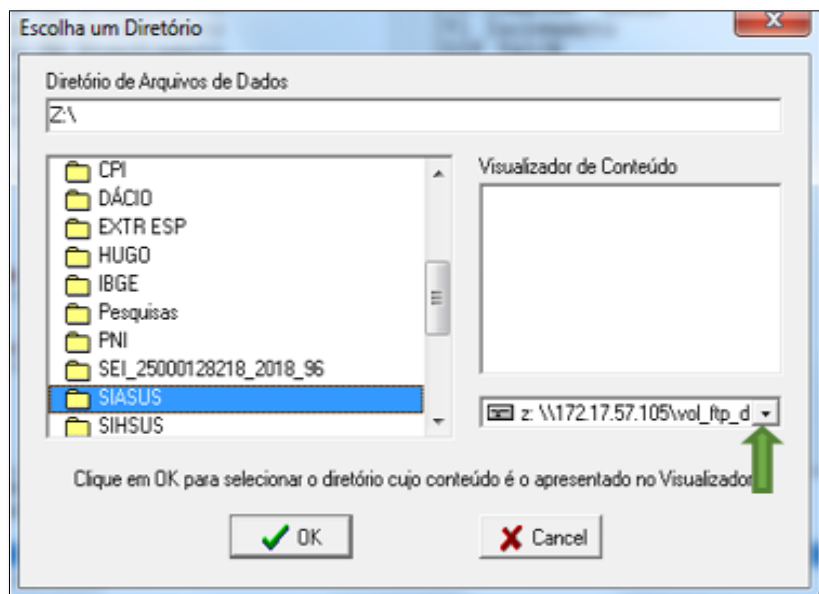 Escolha um Diretório
Diretório de Arquivos de Dados
Z:\
CPI
DÁCIO
EXTR ESP
HUGO
IBGE
Pesquisas
PNI
SEI_25000128218_2018_96
SIASUS
SIHSUS
Visualizador de Conteúdo
z: \\172.17.57.105\vol_ftp_d
Clique em OK para selecionar o diretório cujo conteúdo é o apresentado no Visualizador
OK
Cancel